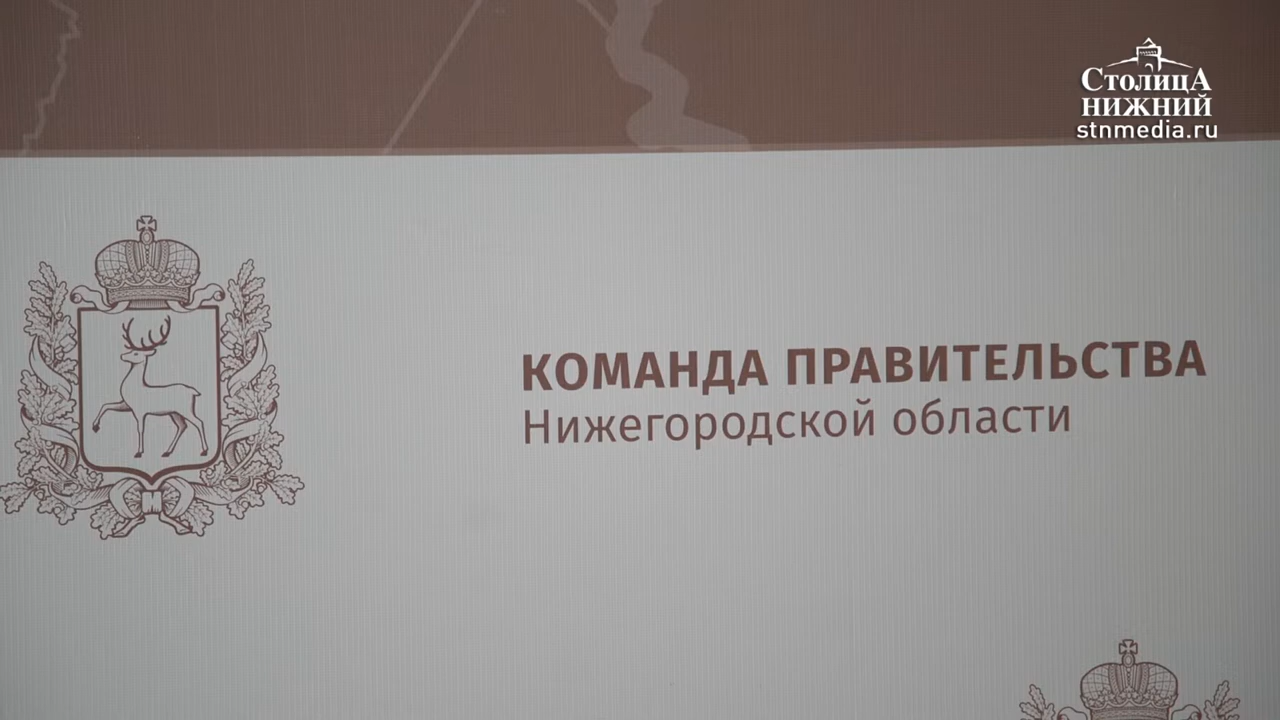 СТОЛИЦА
НИЖНИЙ
stnmedia.ru
КОМАНДА ПРАВИТЕЛЬСТВА
Нижегородской области